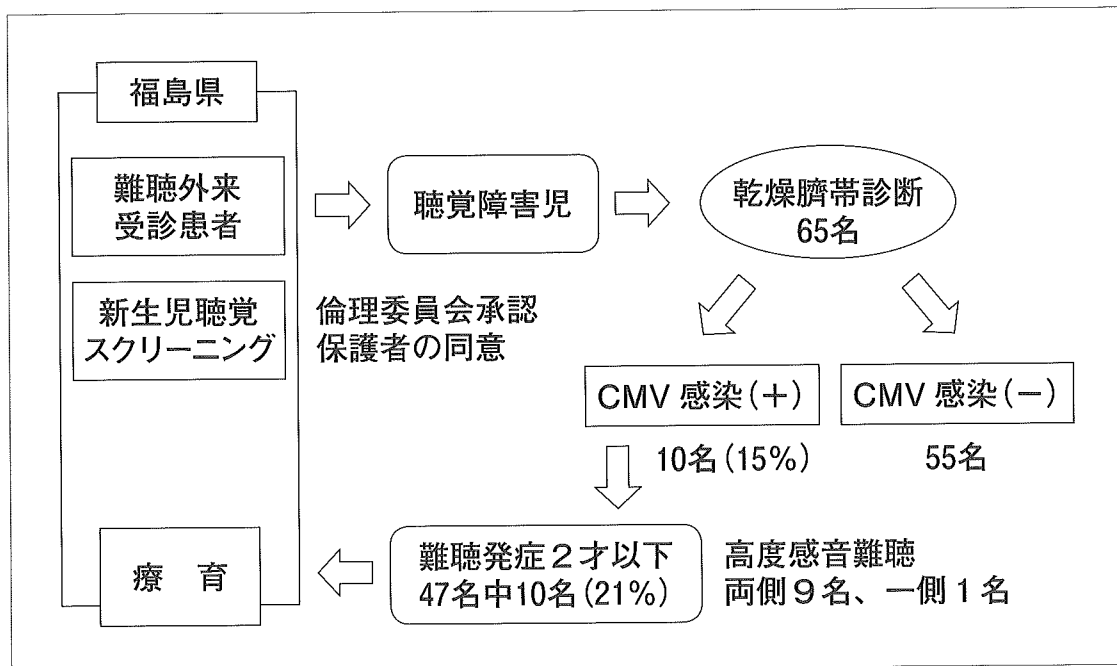 福島県
難聴外来
受診患者
聴覚障害児
乾燥臍帯診断
65名
新生児聴覚
スクリーニング
倫理委員会承認
保護者の同意
CMV 感染(+)
CMV 感染(-)
10名(15%)
55名
難聴発症２才以下
47名中10名(21%)
高度感音難聴
両側９名、一側１名
療 育